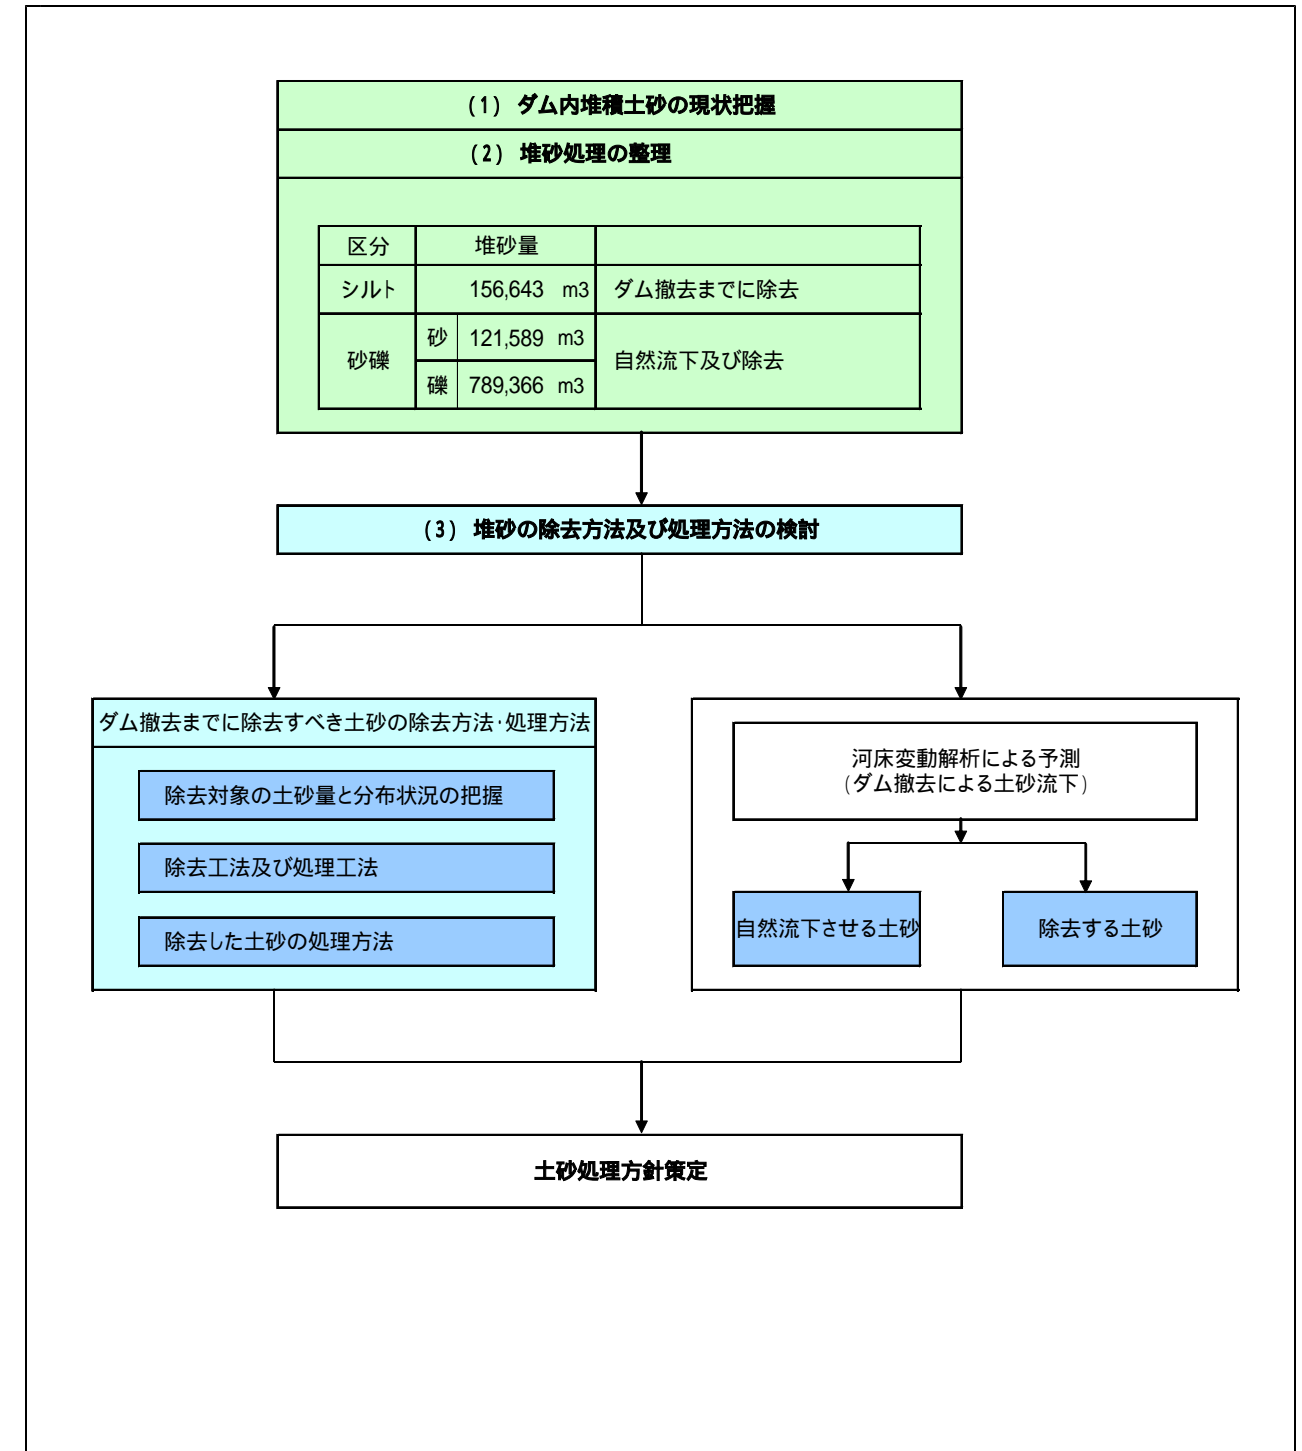 (1) ダム内堆積土砂の現状把握
(2) 堆砂処理の整理
区分 堆砂量
シルト 156,643 m3 ダム撤去までに除去
砂礫 砂 121,589 m3 自然流下及び除去
礫 789,366 m3
(3) 堆砂の除去方法及び処理方法の検討
ダム撤去までに除去すべき土砂の除去方法・処理方法
除去対象の土砂量と分布状況の把握
除去工法及び処理工法
除去した土砂の処理方法
河床変動解析による予測
(ダム撤去による土砂流下)
自然流下させる土砂
除去する土砂
土砂処理方針策定